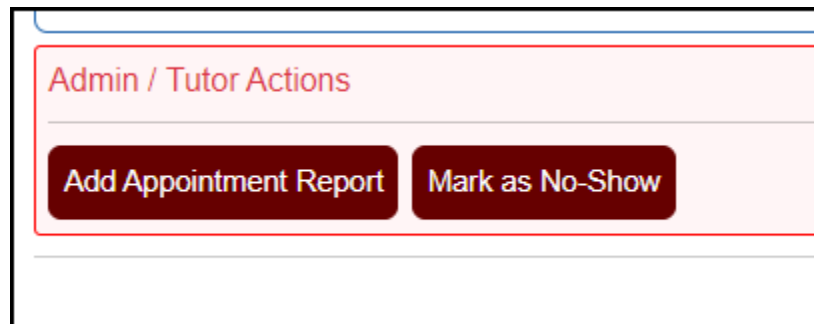 Admin / Tutor Actions
Add Appointment Report
Mark as No-Show